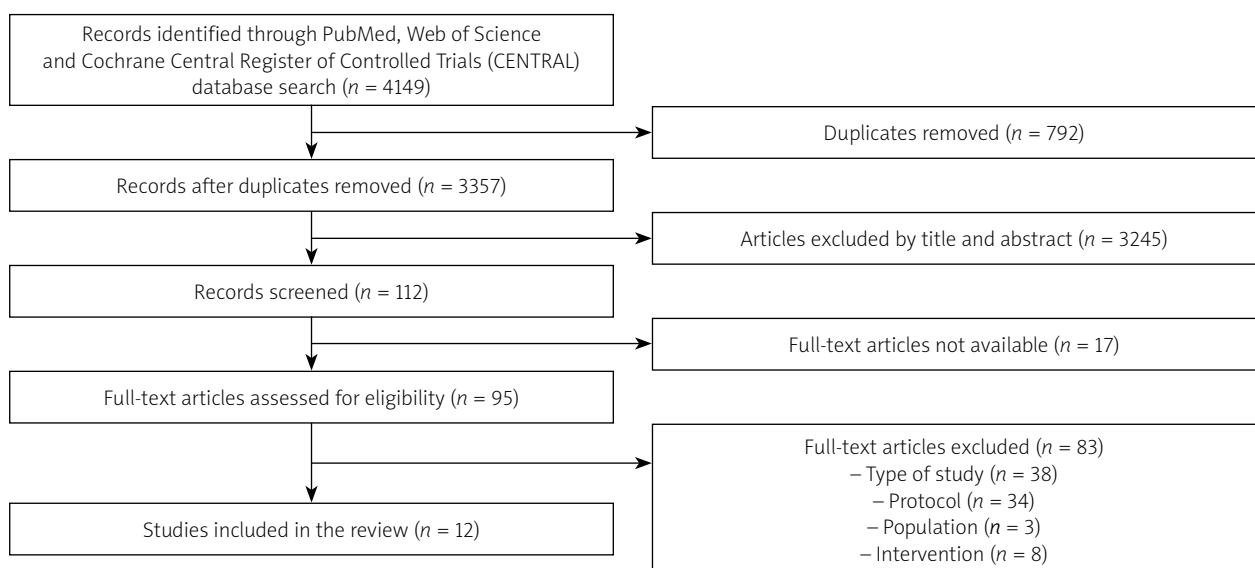 Records identified through PubMed, Web of Science
and Cochrane Central Register of Controlled Trials (CENTRAL)
database search (n = 4149)
Duplicates removed (n = 792)
Records after duplicates removed (n = 3357)
Articles excluded by title and abstract (n = 3245)
Records screened (n = 112)
Full-text articles not available (n = 17)
Full-text articles assessed for eligibility (n = 95)
Full-text articles excluded (n = 83)
– Type of study (n = 38)
– Protocol (n = 34)
– Population (n = 3)
– Intervention (n = 8)
Studies included in the review (n = 12)